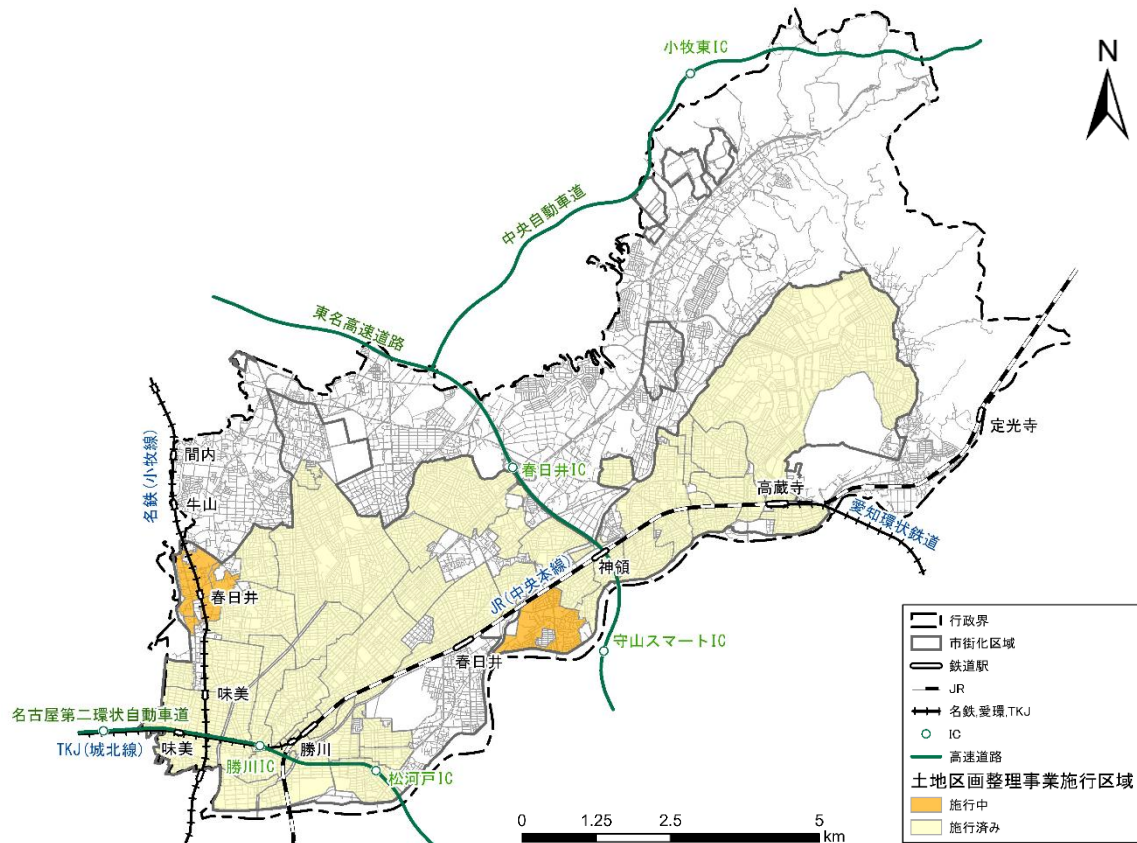 小牧東IC
N
中央自動車道
東名高速道路
名鉄(小牧線)
間内
牛山
春日井IC
定光寺
高蔵寺
愛知環状鉄道
神領
JR(中央本線)
春日井
春日井
守山スマートIC
味美
名古屋第二環状自動車道
TKJ(城北線)
味美
勝川IC
勝川
松河戸IC
行政界
市街化区域
鉄道駅
JR
名鉄,愛環,TKJ
IC
高速道路
土地区画整理事業施行区域
施行中
施行済み
0 1.25 2.5 5
km